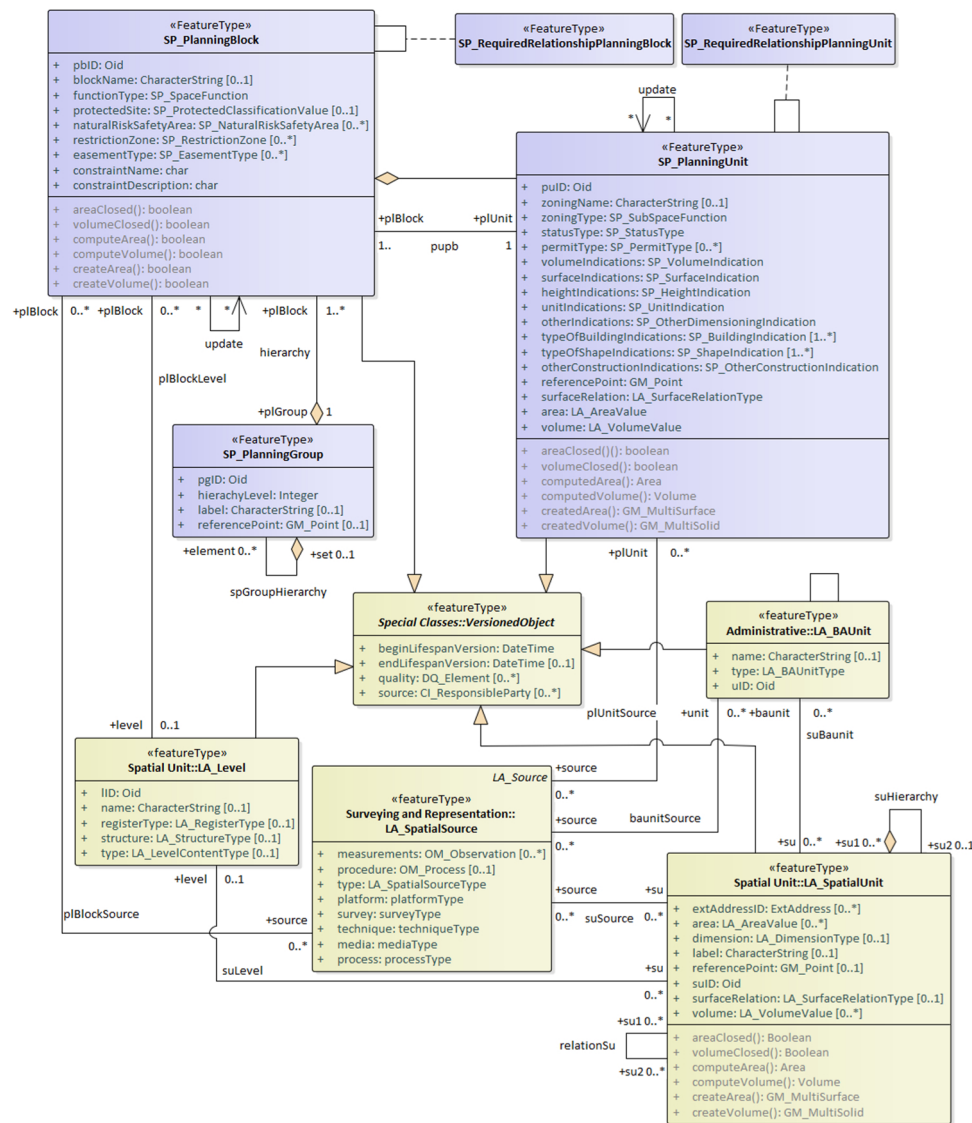 «FeatureType»
SP_PlanningBlock
+ pbID: Oid
+ blockName: CharacterString [0..1]
+ functionType: SP_SpaceFunction
+ protectedSite: SP_ProtectedClassificationValue [0..1]
+ naturalRiskSafetyArea: SP_NaturalRiskSafetyArea [0..*]
+ restrictionZone: SP_RestrictionZone [0..*]
+ easementType: SP_EasementType [0..*]
+ constraintName: char
+ constraintDescription: char
+ areaClosed(): boolean
+ volumeClosed(): boolean
+ computeArea(): boolean
+ computeVolume(): boolean
+ createArea(): boolean
+ createVolume(): boolean
«FeatureType»
SP_RequiredRelationshipPlanningBlock
«FeatureType»
SP_RequiredRelationshipPlanningUnit
update
* *
«FeatureType»
SP_PlanningUnit
+ puID: Oid
+ zoningName: CharacterString [0..1]
+ zoningType: SP_SubSpaceFunction
+ statusType: SP_StatusType
+ permitType: SP_PermitType [0..*]
+ volumeIndications: SP_VolumeIndication
+ surfaceIndications: SP_SurfaceIndication
+ heightIndications: SP_HeightIndication
+ unitIndications: SP_UnitIndication
+ otherIndications: SP_OtherDimensioningIndication
+ typeOfBuildingIndications: SP_BuildingIndication [1..*]
+ typeOfShapeIndications: SP_ShapeIndication [1..*]
+ otherConstructionIndications: SP_OtherConstructionIndication
+ referencePoint: GM_Point
+ surfaceRelation: LA_SurfaceRelationType
+ area: LA_AreaValue
+ volume: LA_VolumeValue
+ areaClosed()(): boolean
+ volumeClosed(): boolean
+ computedArea(): Area
+ computedVolume(): Volume
+ createdArea(): GM_MultiSurface
+ createdVolume(): GM_MultiSolid
+plBlock +plUnit
1.. pupb 1
+plBlock 0..* +plBlock 0..* * * +plBlock 1..*
update
hierarchy
plBlockLevel
+plGroup 1
«FeatureType»
SP_PlanningGroup
+ pgID: Oid
+ hierachyLevel: Integer
+ label: CharacterString [0..1]
+ referencePoint: GM_Point [0..1]
+element 0..* +set 0..1
spGroupHierarchy
+plUnit 0..*
«featureType»
Special Classes::VersionedObject
+ beginLifespanVersion: DateTime
+ endLifespanVersion: DateTime [0..1]
+ quality: DQ_Element [0..*]
+ source: CI_ResponsibleParty [0..*]
«featureType»
Administrative::LA_BAUnit
+ name: CharacterString [0..1]
+ type: LA_BAUnitType
+ uID: Oid
plUnitSource +unit 0..* +baunit 0..*
suBaunit
+level 0..1
«featureType»
Spatial Unit::LA_Level
+ lID: Oid
+ name: CharacterString [0..1]
+ registerType: LA_RegisterType [0..1]
+ structure: LA_StructureType [0..1]
+ type: LA_LevelContentType [0..1]
+level 0..1
LA_Source
«featureType»
Surveying and Representation::
LA_SpatialSource
+ measurements: OM_Observation [0..*]
+ procedure: OM_Process [0..1]
+ type: LA_SpatialSourceType
+ platform: platformType
+ survey: surveyType
+ technique: techniqueType
+ media: mediaType
+ process: processType
+source
0..*
+source baunitSource
0..*
+source +su
0..* suSource 0..*
plBlockSource
+source
0..*
suLevel
+su
0..*
suHierarchy
+su 0..* +su1 0..* +su2 0..1
«featureType»
Spatial Unit::LA_SpatialUnit
+ extAddressID: ExtAddress [0..*]
+ area: LA_AreaValue [0..*]
+ dimension: LA_DimensionType [0..1]
+ label: CharacterString [0..1]
+ referencePoint: GM_Point [0..1]
+ suID: Oid
+ surfaceRelation: LA_SurfaceRelationType [0..1]
+ volume: LA_VolumeValue [0..*]
+ areaClosed(): Boolean
+ volumeClosed(): Boolean
+ computeArea(): Area
+ computeVolume(): Volume
+ createArea(): GM_MultiSurface
+ createVolume(): GM_MultiSolid
+su1 0..*
relationSu
+su2 0..*